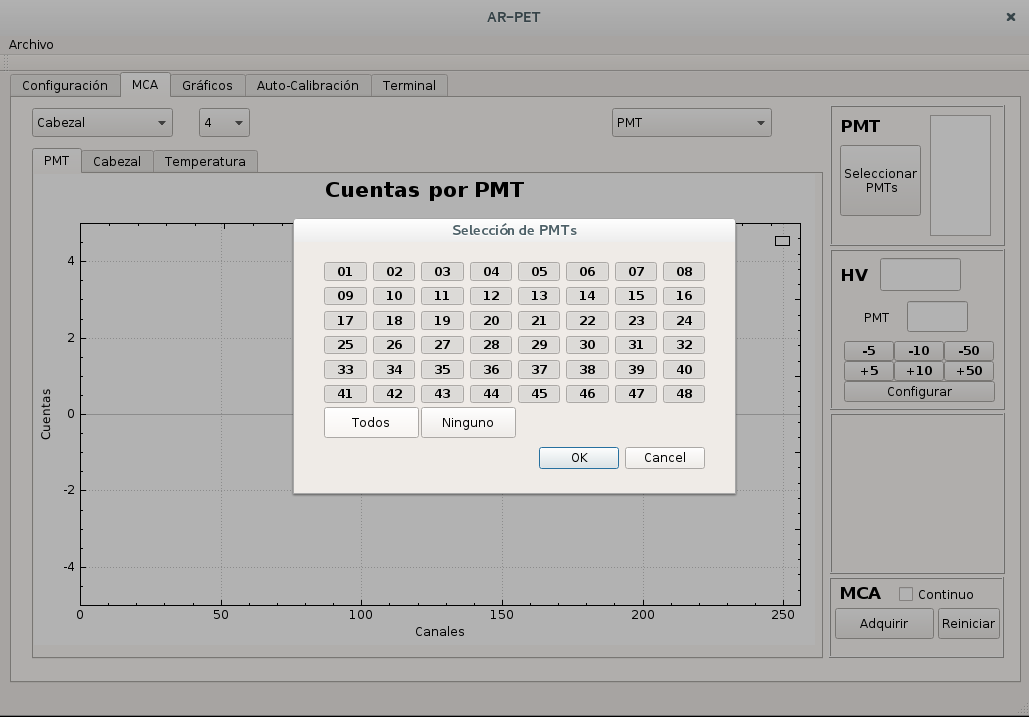 AR-PET
Archivo
Configuración MCA Gráficos Auto-Calibración Terminal
Cabezal 4 PMT
PMT Cabezal Temperatura
Cuentas por PMT
4
2
0
-2
-4
Cuentas
0 50 100 150 200 250
Canales
Selección de PMTs
01 02 03 04 05 06 07 08
09 10 11 12 13 14 15 16
17 18 19 20 21 22 23 24
25 26 27 28 29 30 31 32
33 34 35 36 37 38 39 40
41 42 43 44 45 46 47 48
Todos Ninguno
OK Cancel
PMT
Seleccionar
PMTs
HV
PMT
-5 -10 -50
+5 +10 +50
Configurar
MCA Continuo
Adquirir Reiniciar